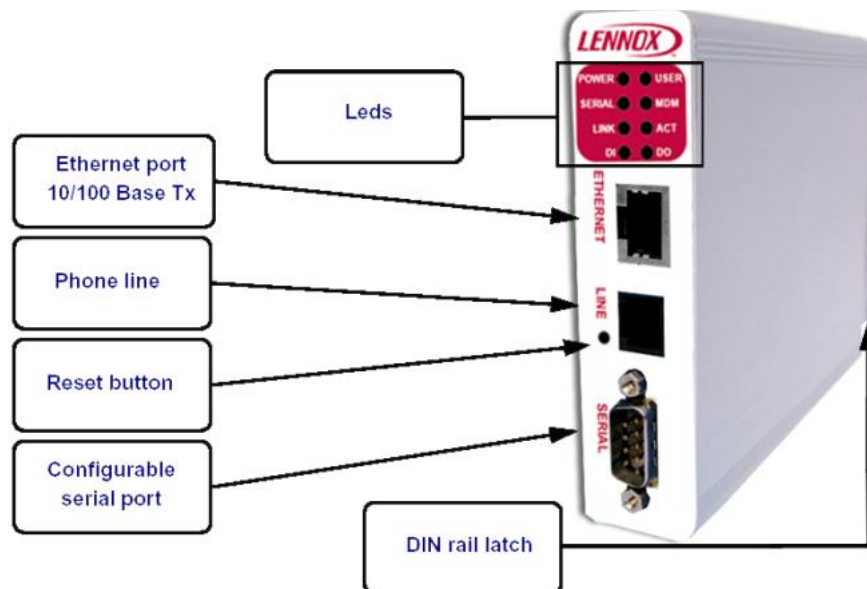 LENNOX
POWER USER
SERIAL MDM
LINK ACT
DI DO
Leds
Ethernet port
10/100 Base Tx
ETHERNET
Phone line
LINE
Reset button
SERIAL
Configurable
serial port
DIN rail latch